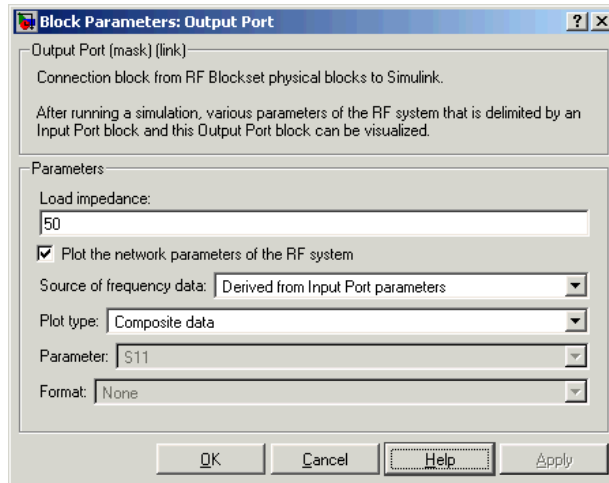 Block Parameters: Output Port
Output Port (mask) (link)
Connection block from RF Blockset physical blocks to Simulink.
After running a simulation, various parameters of the RF system that is delimited by an
Input Port block and this Output Port block can be visualized.
Parameters
Load impedance:
50
Plot the network parameters of the RF system
Source of frequency data: Derived from Input Port parameters
Plot type: Composite data
Parameter: S11
Format: None
OK Cancel Help Apply